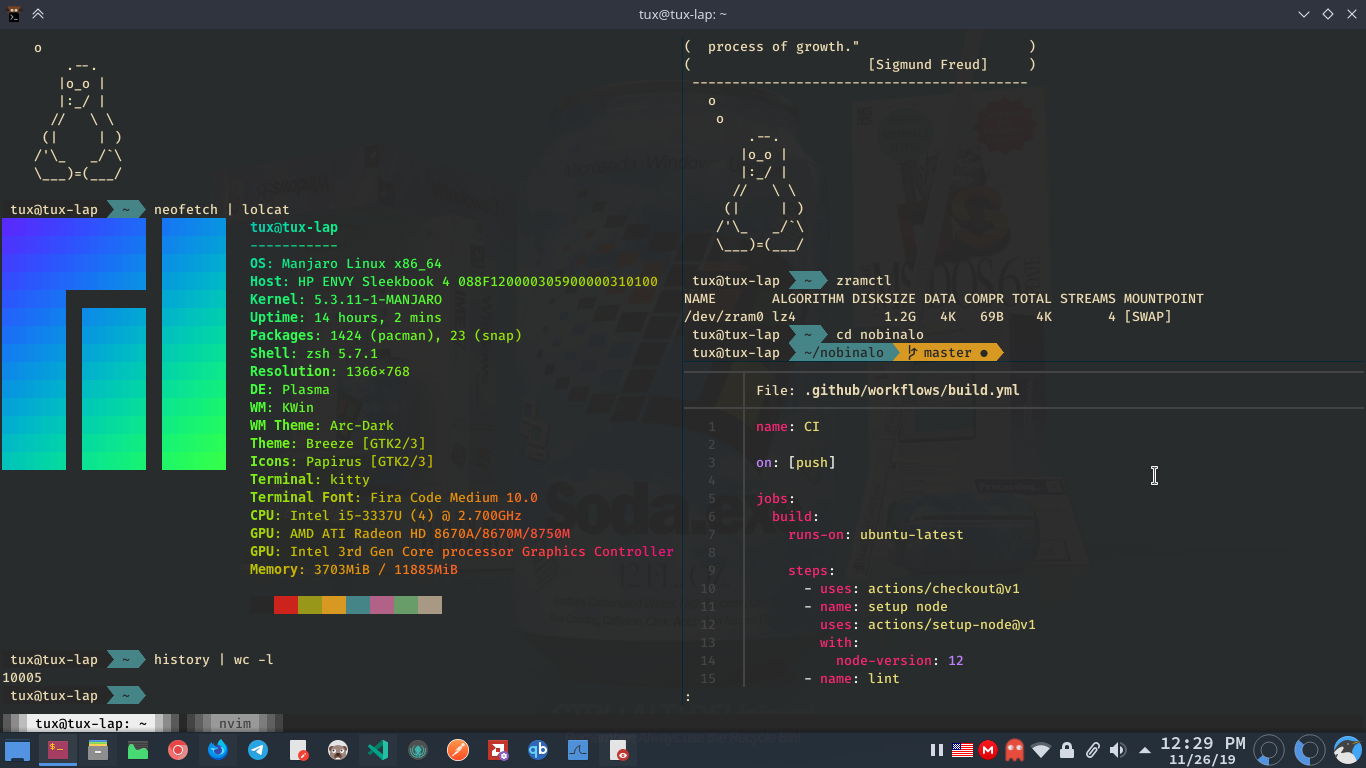 tux@tux-lap: ~
o
.--.
|o_o |
|:_/ |
//   \ \
(|     | )
/'\_   _/`\
\___)=(___/
tux@tux-lap ~ neofetch | lolcat
tux@tux-lap
-----------
OS: Manjaro Linux x86_64
Host: HP ENVY Sleekbook 4 088F120000305900000310100
Kernel: 5.3.11-1-MANJARO
Uptime: 14 hours, 2 mins
Packages: 1424 (pacman), 23 (snap)
Shell: zsh 5.7.1
Resolution: 1366×768
DE: Plasma
WM: KWin
WM Theme: Arc-Dark
Theme: Breeze [GTK2/3]
Icons: Papirus [GTK2/3]
Terminal: kitty
Terminal Font: Fira Code Medium 10.0
CPU: Intel i5-3337U (4) @ 2.700GHz
GPU: AMD ATI Radeon HD 8670A/8670M/8750M
GPU: Intel 3rd Gen Core processor Graphics Controller
Memory: 3703MiB / 11885MiB
tux@tux-lap ~ history | wc -l
10005
tux@tux-lap ~
(  process of growth."                     )
(                      [Sigmund Freud]     )
------------------------------------------
o
o
.--.
|o_o |
|:_/ |
//   \ \
(|     | )
/'\_   _/`\
\___)=(___/
tux@tux-lap ~ zramctl
NAME       ALGORITHM DISKSIZE DATA COMPR TOTAL STREAMS MOUNTPOINT
/dev/zram0 lz4           1.2G   4K   69B    4K       4 [SWAP]
tux@tux-lap ~ cd nobinalo
tux@tux-lap ~/nobinalo master ●
File: .github/workflows/build.yml
1 name: CI
2
3 on: [push]
4
5 jobs:
6   build:
7     runs-on: ubuntu-latest
8
9     steps:
10       - uses: actions/checkout@v1
11       - name: setup node
12         uses: actions/setup-node@v1
13         with:
14           node-version: 12
15       - name: lint
:
tux@tux-lap: ~
nvim
12:29 PM
11/26/19